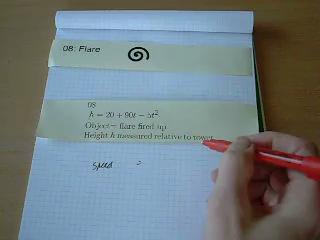 08: Flare
08
h = 20 + 90t − 5t²
Object = flare fired up
Height h measured relative to tower
speed =